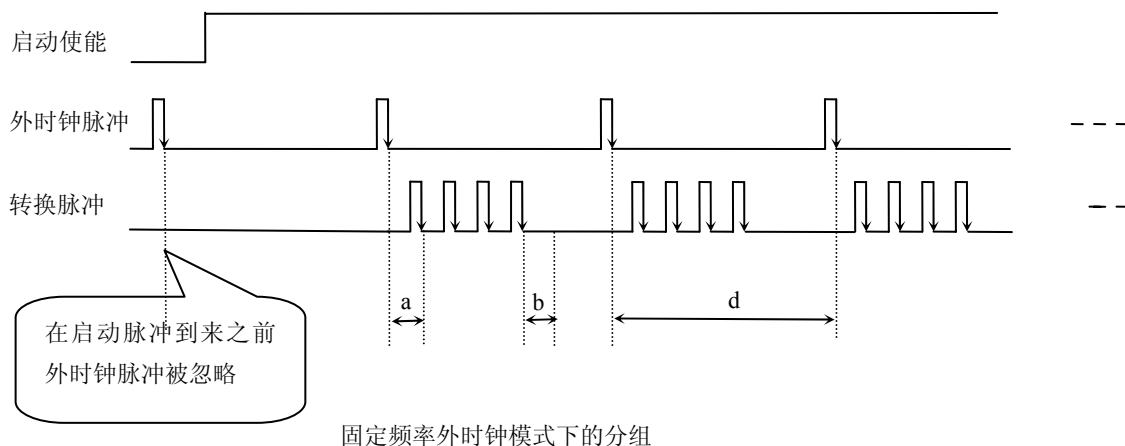 启动使能
外时钟脉冲
转换脉冲
a
b
d
在启动脉冲到来之前
外时钟脉冲被忽略
固定频率外时钟模式下的分组